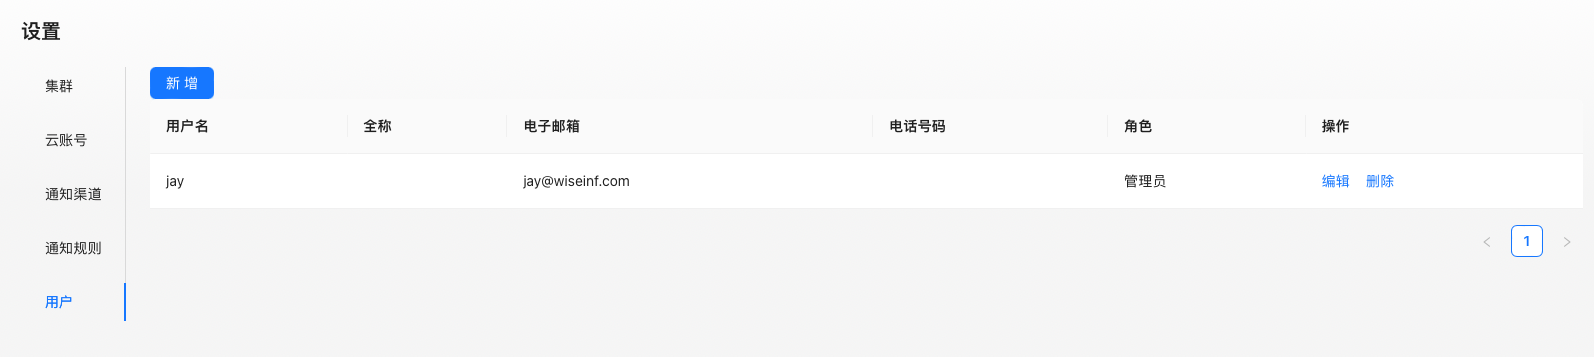 设置
集群
云账号
通知渠道
通知规则
用户
新 增
用户名 全称 电子邮箱 电话号码 角色 操作
jay jay@wiseinf.com 管理员 编辑 删除
1